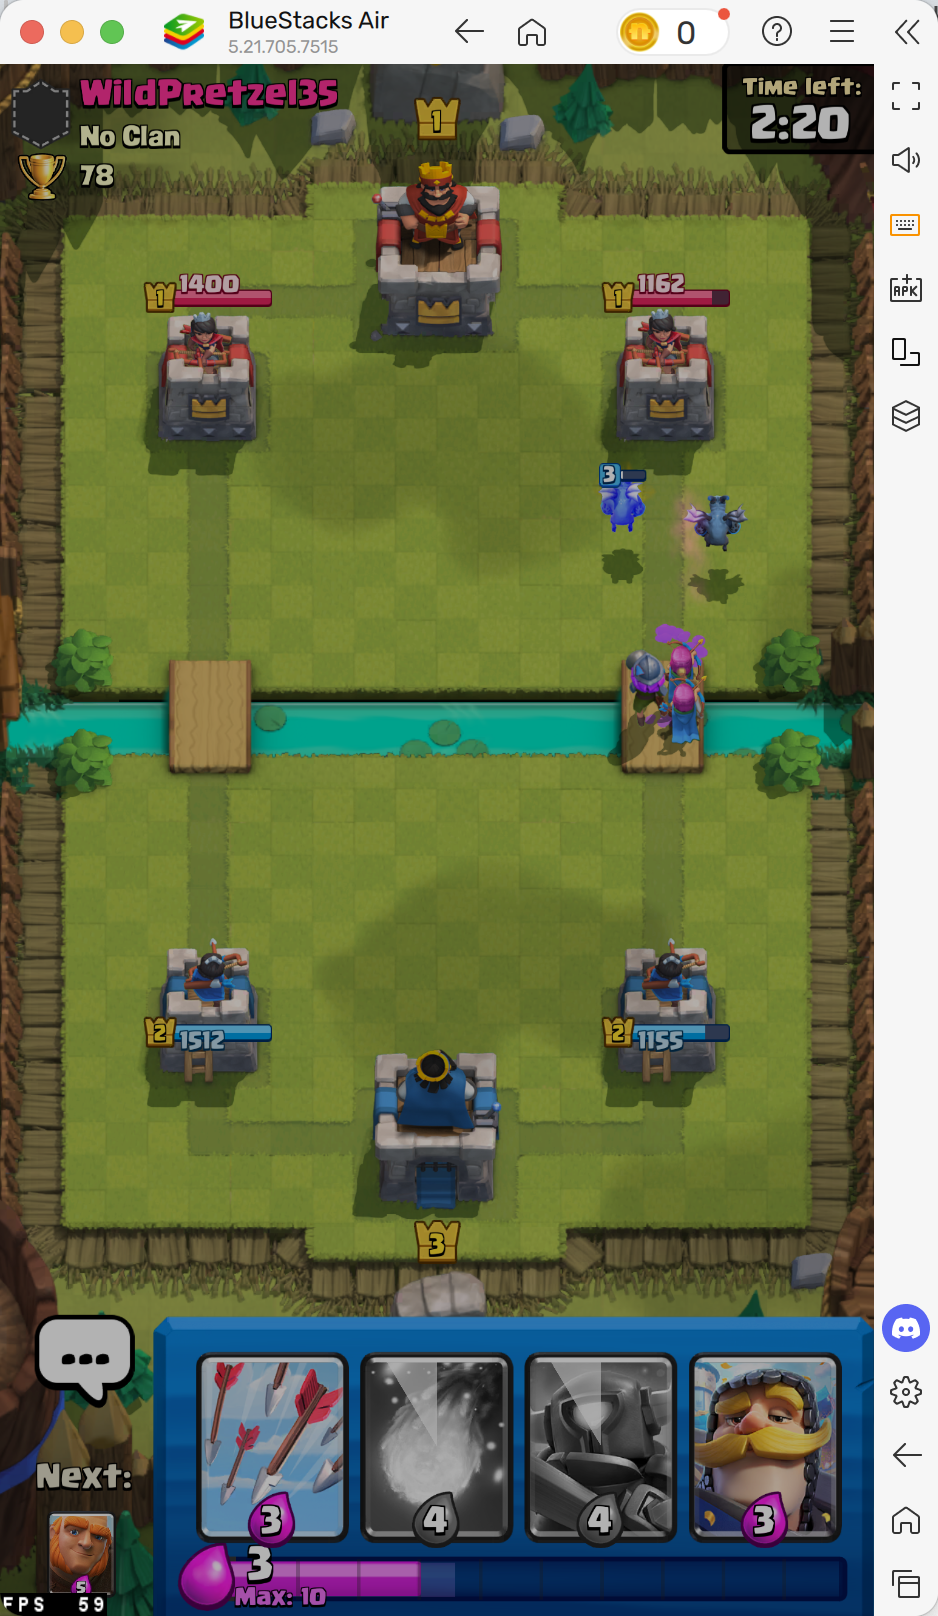 BlueStacks Air
5.21.705.7515
0
WildPretzel35
No Clan
78
1
Time left:
2:20
1
1400
1
1162
3
2
1512
2
1155
3
...
Next:
5
3
4
4
3
3
Max: 10
FPS 59
APK